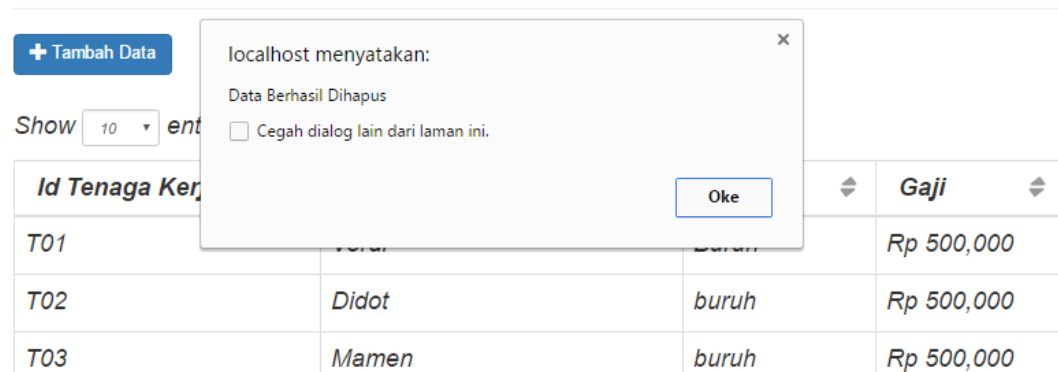 Tambah Data
localhost menyatakan:
Data Berhasil Dihapus
Cegah dialog lain dari laman ini.
Oke
Show 10
Id Tenaga Gaji
T01 Rp 500,000
T02 Didot buruh Rp 500,000
T03 Mamen buruh Rp 500,000